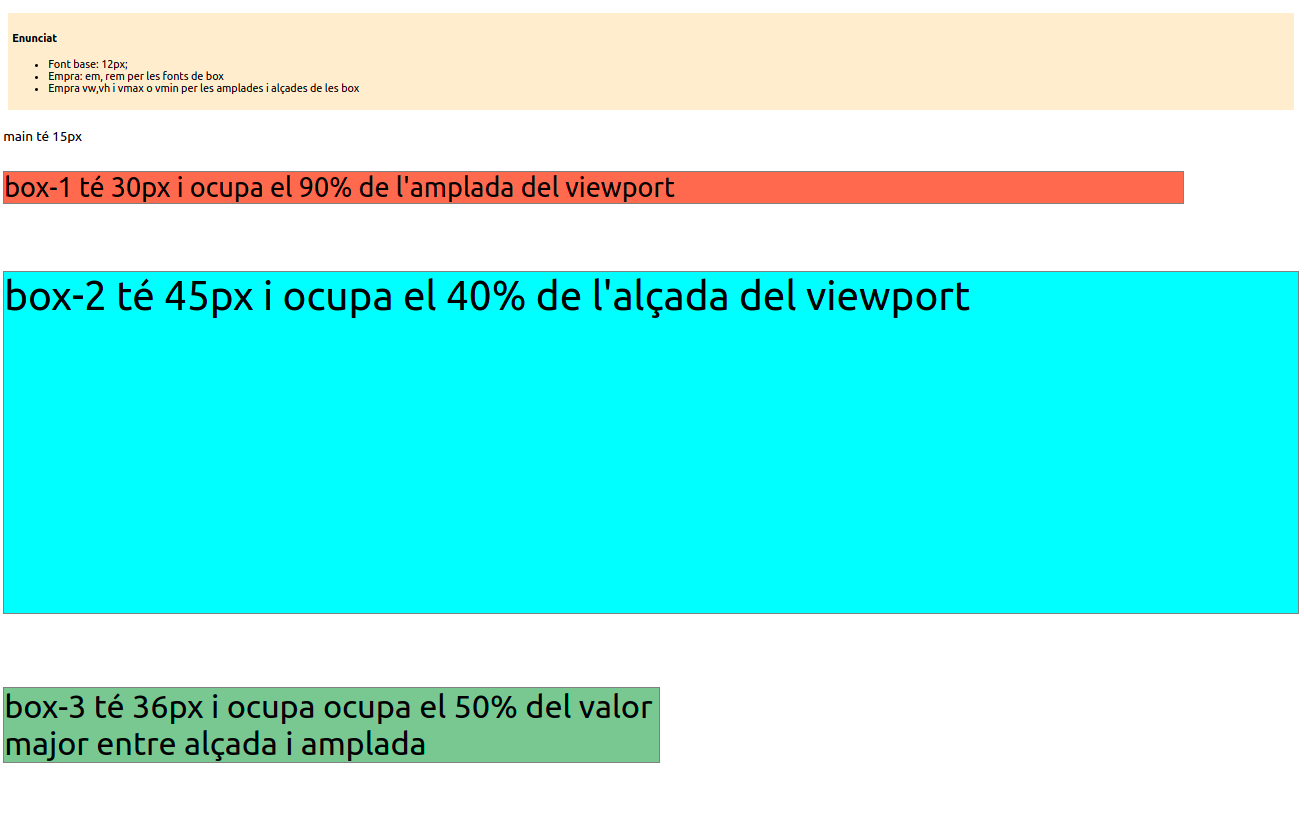 Enunciat
Font base: 12px;
Empra: em, rem per les fonts de box
Empra vw,vh i vmax o vmin per les amplades i alçades de les box
main té 15px
box-1 té 30px i ocupa el 90% de l'amplada del viewport
box-2 té 45px i ocupa el 40% de l'alçada del viewport
box-3 té 36px i ocupa ocupa el 50% del valor
major entre alçada i amplada